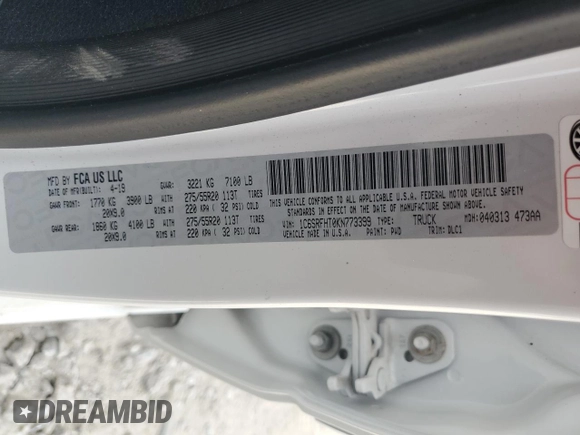 MFD BY FCA US LLC
DATE OF MFR(BUILT): 4-19 GVWR: 3221 KG 7100 LB
GAWR FRONT: 1770 KG 3900 LB WITH 275/55R20 113T TIRES
20X9.0 RIMS AT 220 KPA ( 32 PSI) COLD
GAWR REAR: 1860 KG 4100 LB WITH 275/55R20 113T TIRES
20X9.0 RIMS AT 220 KPA ( 32 PSI) COLD
THIS VEHICLE CONFORMS TO ALL APPLICABLE U.S.A. FEDERAL MOTOR VEHICLE SAFETY
STANDARDS IN EFFECT ON THE DATE OF MANUFACTURE SHOWN ABOVE.
VIN: 1C6SRFHT0KN773399 TRUCK
MADE IN U.S.A. PAINT: PWD TRIM: DLC1 MDH:040313 473AA
DREAMBID
DREAMBID